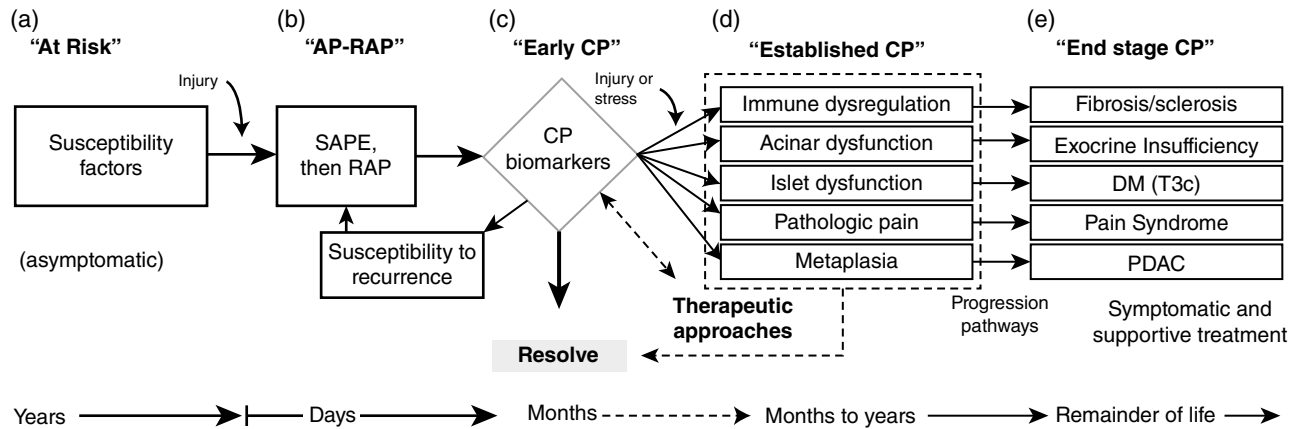 (a)
“At Risk”
Injury
Susceptibility
factors
(asymptomatic)
(b)
“AP-RAP”
SAPE,
then RAP
Susceptibility to
recurrence
(c)
“Early CP”
CP
biomarkers
Injury or
stress
Resolve
Therapeutic
approaches
(d)
“Established CP”
Immune dysregulation
Acinar dysfunction
Islet dysfunction
Pathologic pain
Metaplasia
Progression
pathways
(e)
“End stage CP”
Fibrosis/sclerosis
Exocrine Insufficiency
DM (T3c)
Pain Syndrome
PDAC
Symptomatic and
supportive treatment
Years
Days
Months
Months to years
Remainder of life